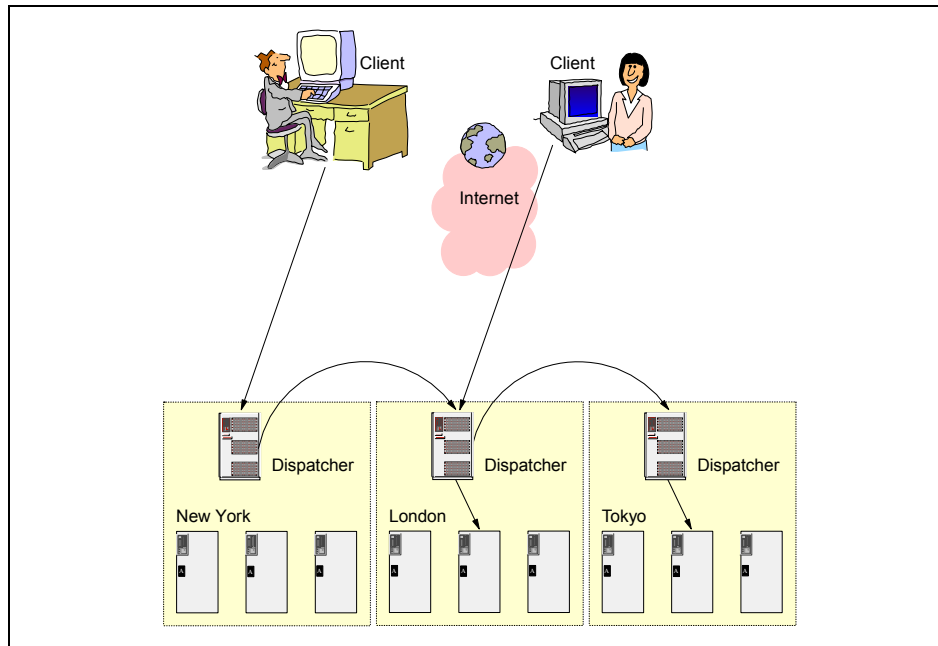 Client
Client
Internet
Dispatcher
Dispatcher
Dispatcher
New York
London
Tokyo
A
A
A
A
A
A
A
A
A